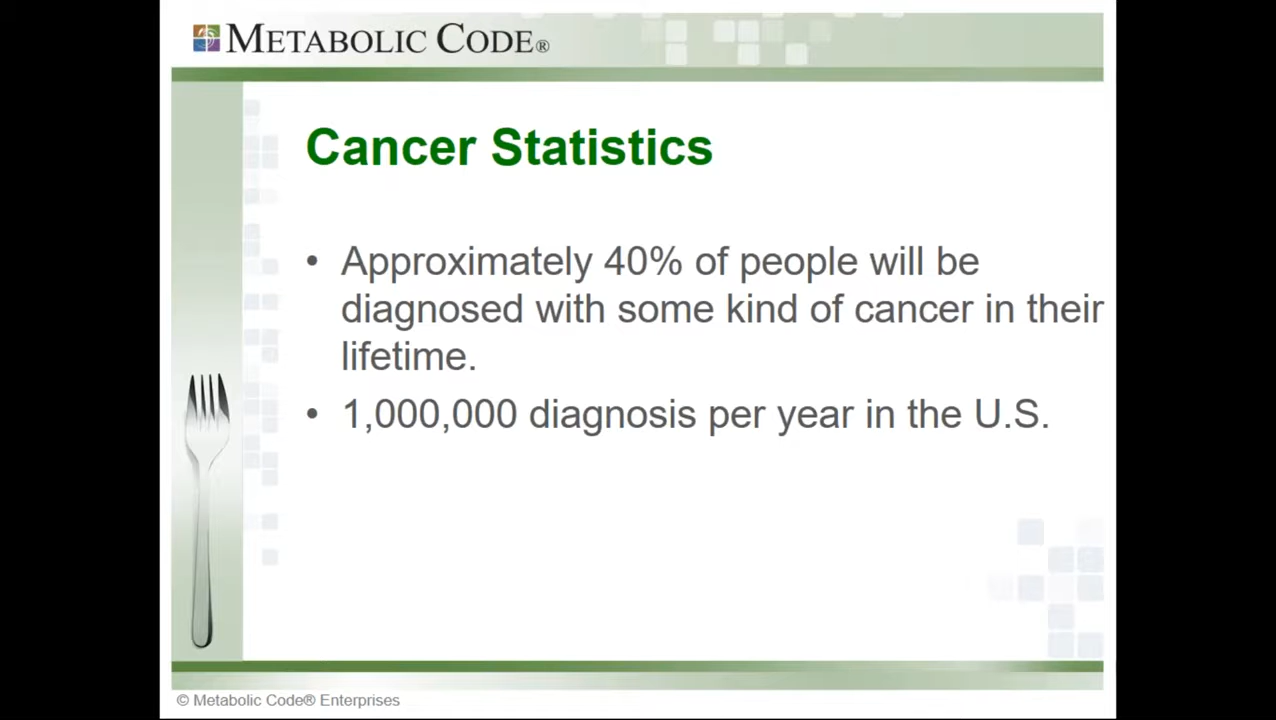 METABOLIC CODE®
Cancer Statistics
• Approximately 40% of people will be
diagnosed with some kind of cancer in their
lifetime.
• 1,000,000 diagnosis per year in the U.S.
© Metabolic Code® Enterprises